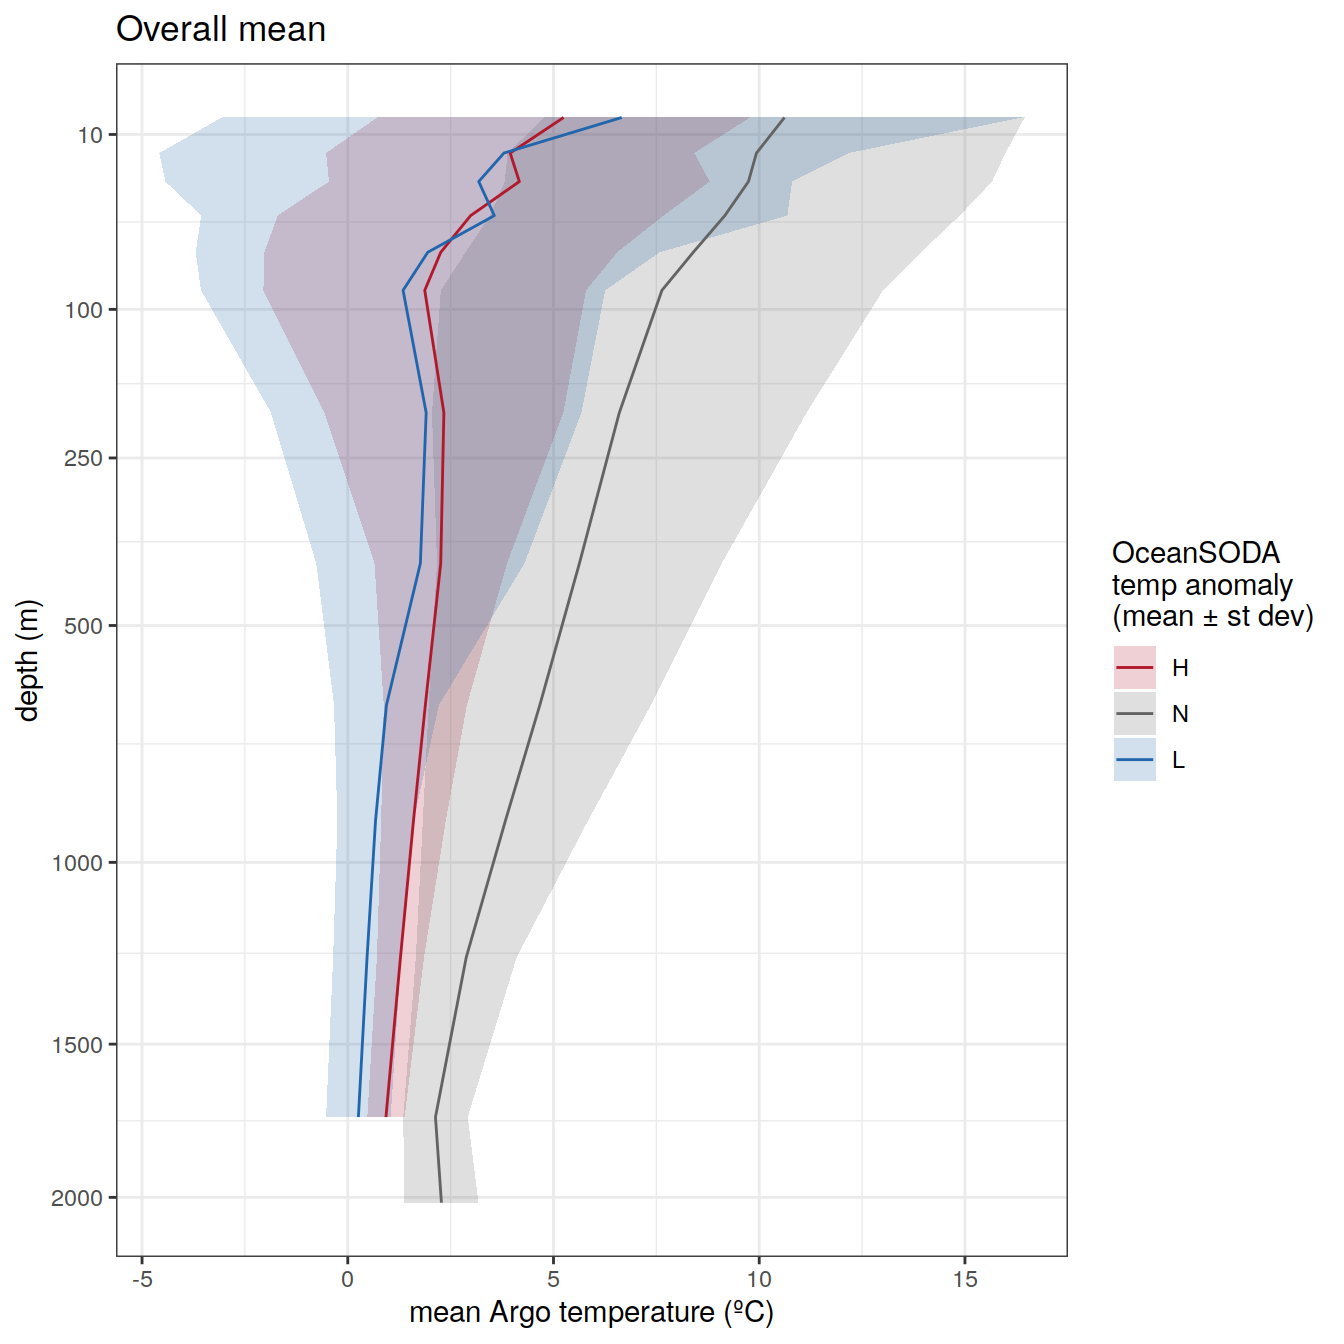 Overall mean
10
100
250
500
1000
1500
2000
depth (m)
-5
0
5
10
15
mean Argo temperature (ºC)
OceanSODA
temp anomaly
(mean ± st dev)
H
N
L